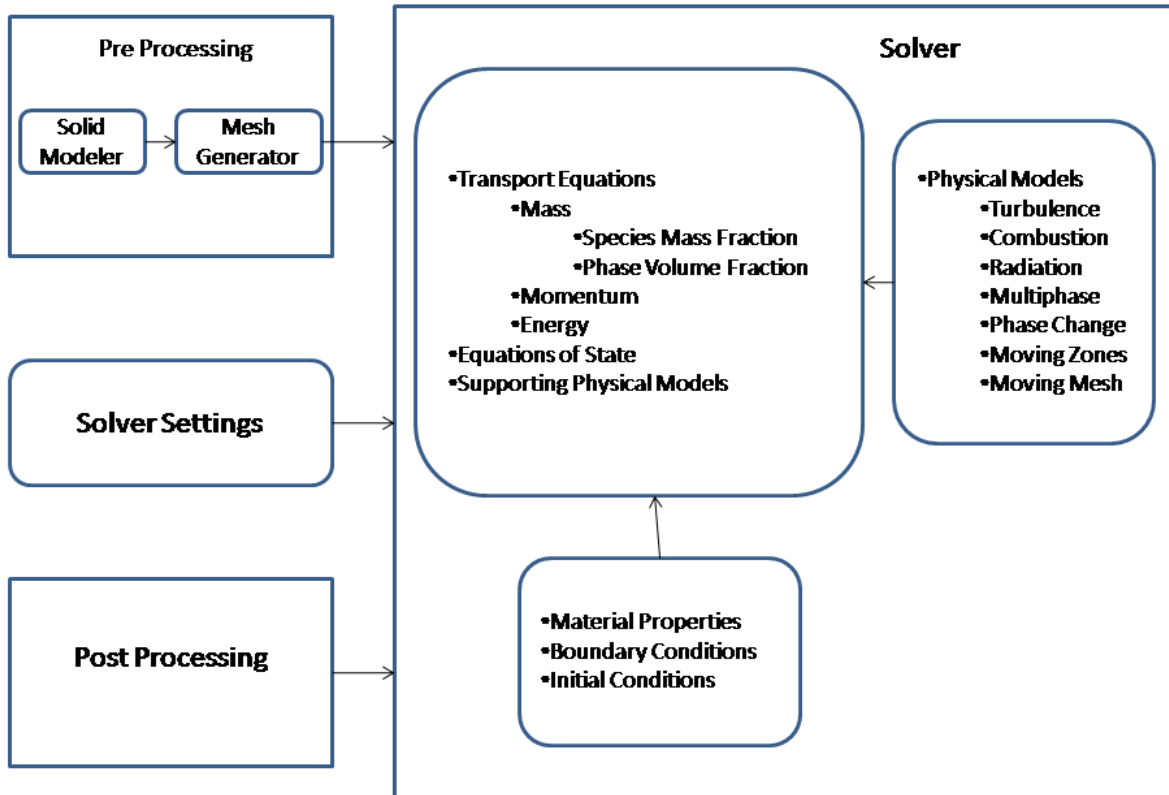 Pre Processing
Solid
Modeler
Mesh
Generator
Solver Settings
Post Processing
Solver
•Transport Equations
•Mass
•Species Mass Fraction
•Phase Volume Fraction
•Momentum
•Energy
•Equations of State
•Supporting Physical Models
•Physical Models
•Turbulence
•Combustion
•Radiation
•Multiphase
•Phase Change
•Moving Zones
•Moving Mesh
•Material Properties
•Boundary Conditions
•Initial Conditions